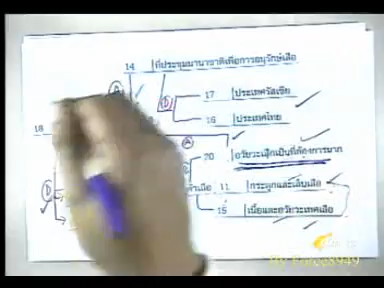 14 ที่ประชุมนานาชาติเพื่อการอนุรักษ์เสือ
A
17 ประเทศรัสเซีย
D
16 ประเทศไทย
18
A
20 อวัยวะเสือเป็นที่ต้องการมาก
D
11 กระดูกและเล็บเสือ
15 เนื้อและอวัยวะเพศเสือ